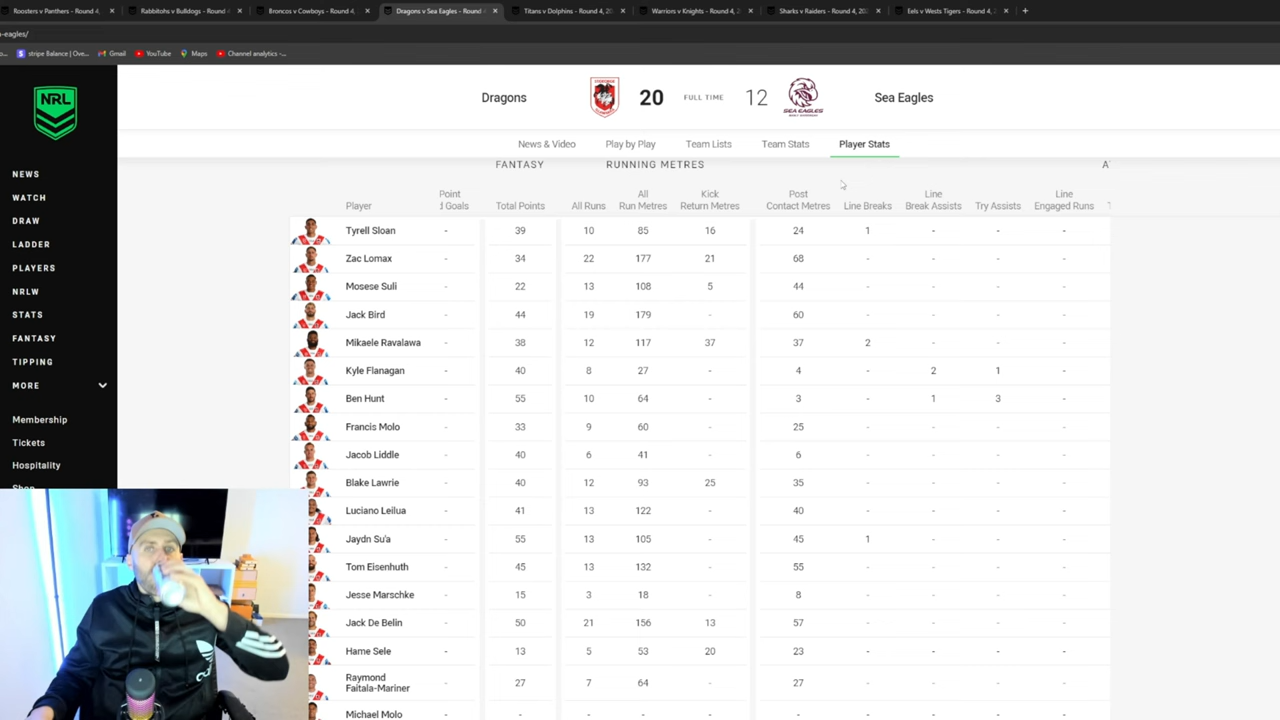 Roosters v Panthers - Round 4,
Rabbitohs v Bulldogs - Round 4
Broncos v Cowboys - Round 4,
Dragons v Sea Eagles - Round
Titans v Dolphins - Round 4, 20
Warriors v Knights - Round 4, 2
Sharks v Raiders - Round 4, 202
Eels v Wests Tigers - Round 4,
-eagles/
stripe Balance | Ove...
Gmail
YouTube
Maps
Channel analytics -...
NRL
Dragons 20 FULL TIME 12 Sea Eagles
SEA EAGLES
News & Video Play by Play Team Lists Team Stats Player Stats
NEWS
WATCH
DRAW
LADDER
PLAYERS
NRLW
STATS
FANTASY
TIPPING
MORE
Membership
Tickets
Hospitality
FANTASY RUNNING METRES
Player Point Goals Total Points All Runs All Run Metres Kick Return Metres Post Contact Metres Line Breaks Line Break Assists Try Assists Line Engaged Runs
Tyrell Sloan - 39 10 85 16 24 1 - - -
Zac Lomax - 34 22 177 21 68 - - - -
Mosese Suli - 22 13 108 5 44 - - - -
Jack Bird - 44 19 179 - 60 - - - -
Mikaele Ravalawa - 38 12 117 37 37 2 - - -
Kyle Flanagan - 40 8 27 - 4 - 2 1 -
Ben Hunt - 55 10 64 - 3 - 1 3 -
Francis Molo - 33 9 60 - 25 - - - -
Jacob Liddle - 40 6 41 - 6 - - - -
Blake Lawrie - 40 12 93 25 35 - - - -
Luciano Leilua - 41 13 122 - 40 - - - -
Jaydn Su'a - 55 13 105 - 45 1 - - -
Tom Eisenhuth - 45 13 132 - 55 - - - -
Jesse Marschke - 15 3 18 - 8 - - - -
Jack De Belin - 50 21 156 13 57 - - - -
Hame Sele - 13 5 53 20 23 - - - -
Raymond
Faitala-Mariner - 27 7 64 - 27 - - - -
Michael Molo - - - - - - - - - -